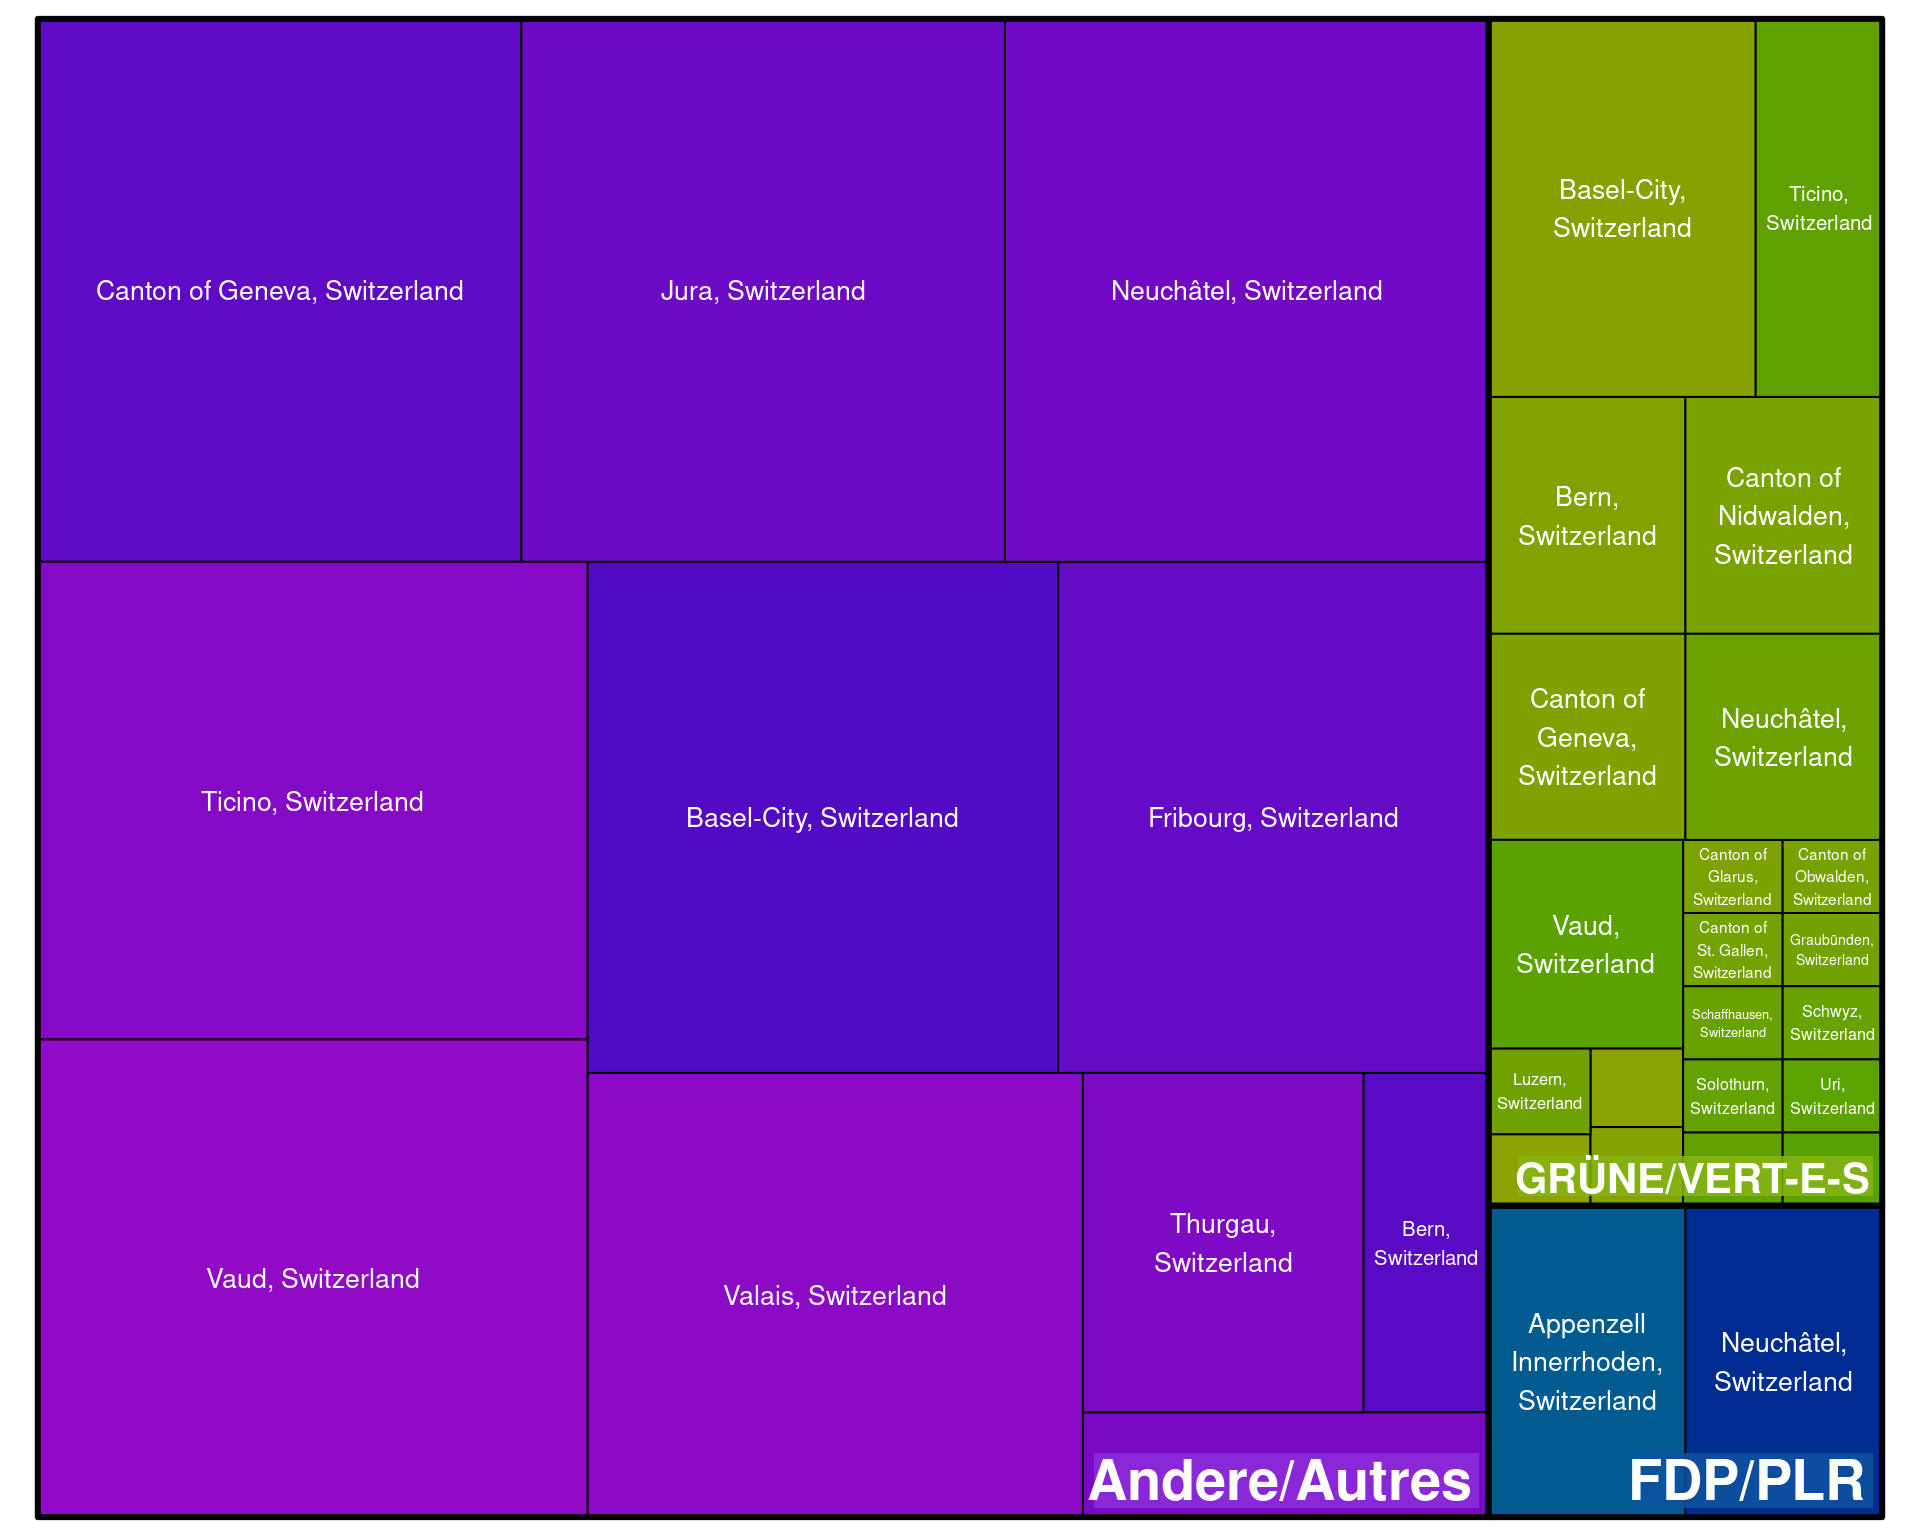 Canton of Geneva, Switzerland
Jura, Switzerland
Neuchâtel, Switzerland
Ticino, Switzerland
Basel-City, Switzerland
Fribourg, Switzerland
Vaud, Switzerland
Valais, Switzerland
Thurgau,
Switzerland
Bern,
Switzerland
Andere/Autres
Basel-City,
Switzerland
Ticino,
Switzerland
Bern,
Switzerland
Canton of
Nidwalden,
Switzerland
Canton of
Geneva,
Switzerland
Neuchâtel,
Switzerland
Vaud,
Switzerland
Canton of
Glarus,
Switzerland
Canton of
Obwalden,
Switzerland
Canton of
St. Gallen,
Switzerland
Graubünden,
Switzerland
Schaffhausen,
Switzerland
Schwyz,
Switzerland
Luzern,
Switzerland
Solothurn,
Switzerland
Uri,
Switzerland
GRÜNE/VERT-E-S
Appenzell
Innerrhoden,
Switzerland
Neuchâtel,
Switzerland
FDP/PLR